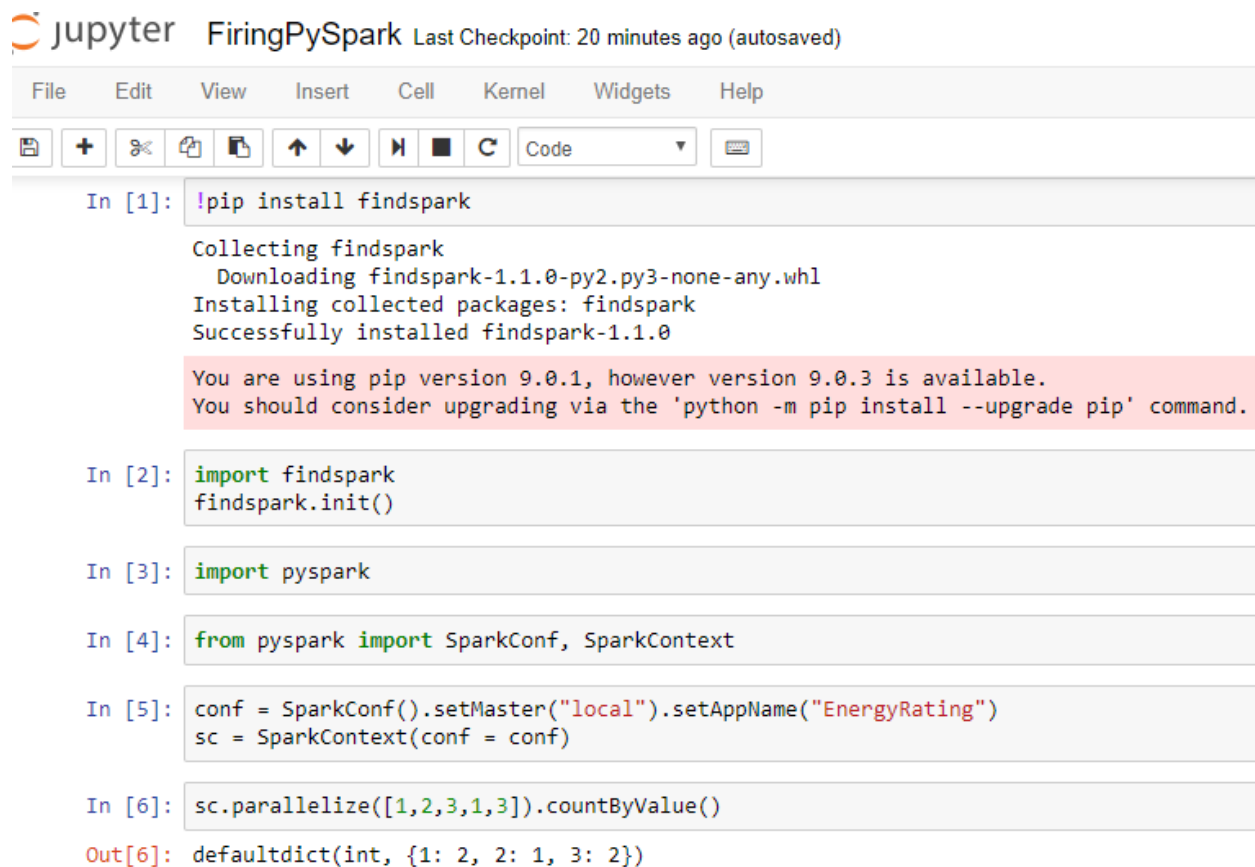 jupyter FiringPySpark Last Checkpoint: 20 minutes ago (autosaved)
File Edit View Insert Cell Kernel Widgets Help
Code
In [1]: !pip install findspark
Collecting findspark
  Downloading findspark-1.1.0-py2.py3-none-any.whl
Installing collected packages: findspark
Successfully installed findspark-1.1.0
You are using pip version 9.0.1, however version 9.0.3 is available.
You should consider upgrading via the 'python -m pip install --upgrade pip' command.
In [2]: import findspark
findspark.init()
In [3]: import pyspark
In [4]: from pyspark import SparkConf, SparkContext
In [5]: conf = SparkConf().setMaster("local").setAppName("EnergyRating")
sc = SparkContext(conf = conf)
In [6]: sc.parallelize([1,2,3,1,3]).countByValue()
Out[6]: defaultdict(int, {1: 2, 2: 1, 3: 2})